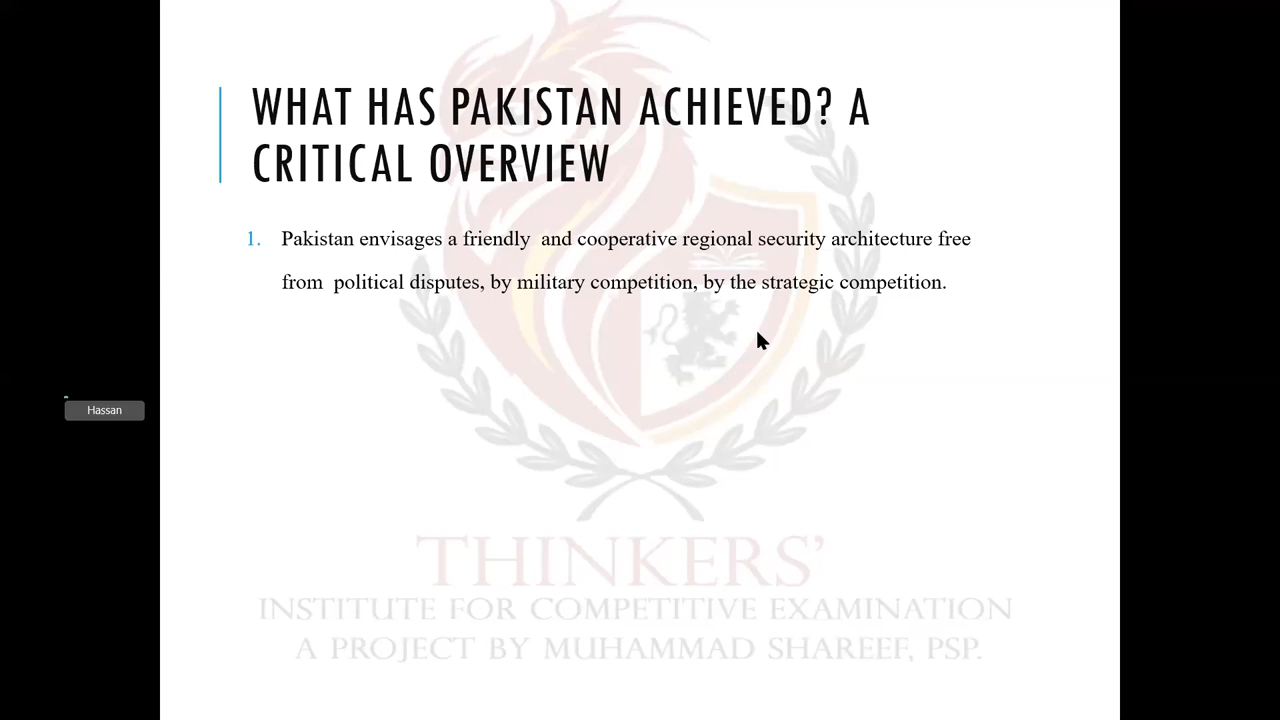 WHAT HAS PAKISTAN ACHIEVED? A
CRITICAL OVERVIEW
1. Pakistan envisages a friendly and cooperative regional security architecture free
from political disputes, by military competition, by the strategic competition.
Hassan
THINKERS'
INSTITUTE FOR COMPETITIVE EXAMINATION
A PROJECT BY MUHAMMAD SHAREEF, PSP.